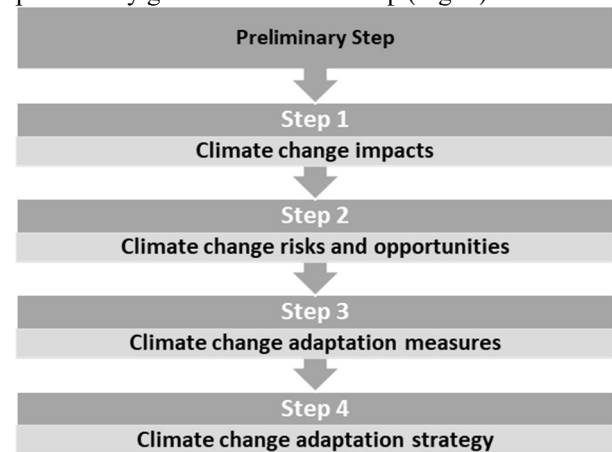 Preliminary Step
Step 1
Climate change impacts
Step 2
Climate change risks and opportunities
Step 3
Climate change adaptation measures
Step 4
Climate change adaptation strategy